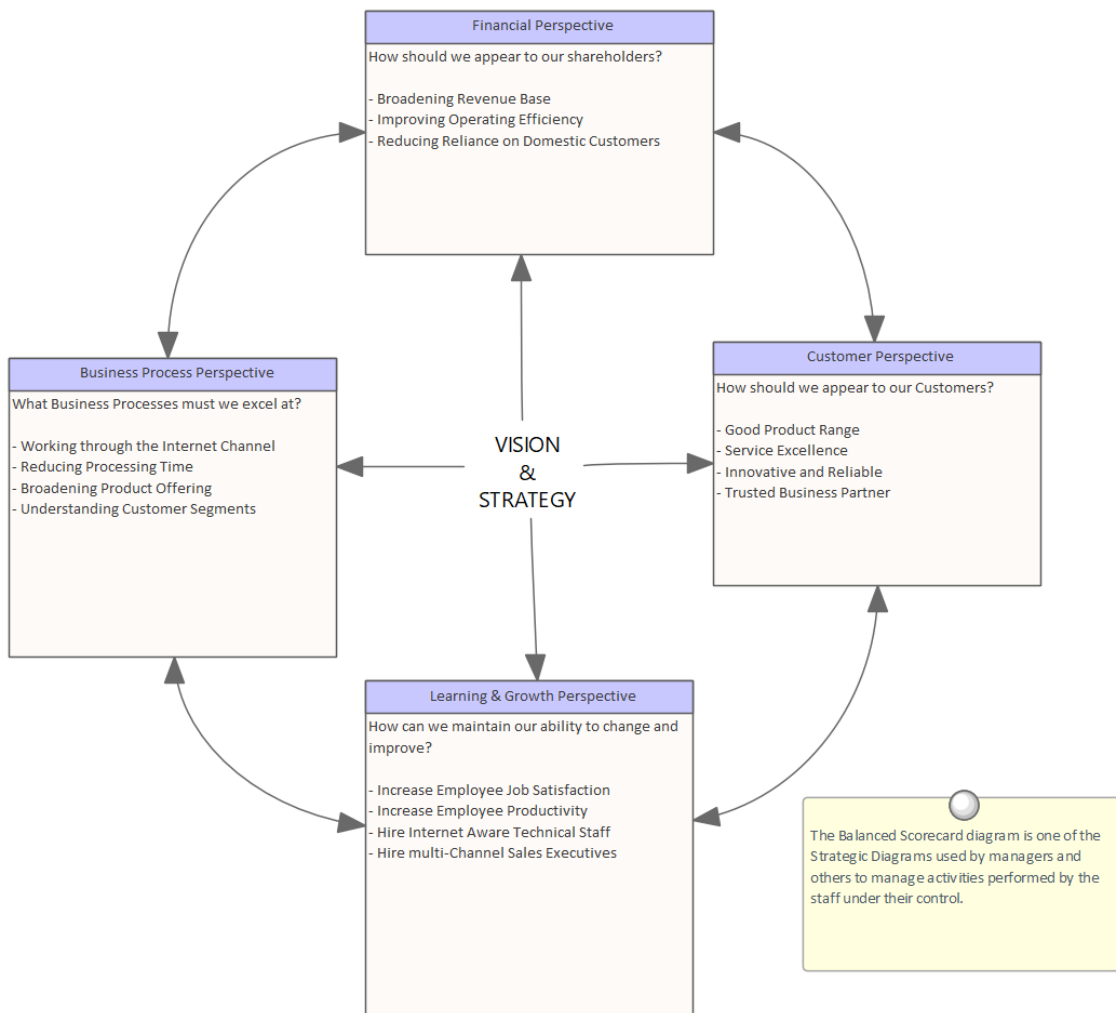 Financial Perspective
How should we appear to our shareholders?
- Broadening Revenue Base
- Improving Operating Efficiency
- Reducing Reliance on Domestic Customers
Business Process Perspective
What Business Processes must we excel at?
- Working through the Internet Channel
- Reducing Processing Time
- Broadening Product Offering
- Understanding Customer Segments
VISION
&
STRATEGY
Customer Perspective
How should we appear to our Customers?
- Good Product Range
- Service Excellence
- Innovative and Reliable
- Trusted Business Partner
Learning & Growth Perspective
How can we maintain our ability to change and
improve?
- Increase Employee Job Satisfaction
- Increase Employee Productivity
- Hire Internet Aware Technical Staff
- Hire multi-Channel Sales Executives
The Balanced Scorecard diagram is one of the
Strategic Diagrams used by managers and
others to manage activities performed by the
staff under their control.